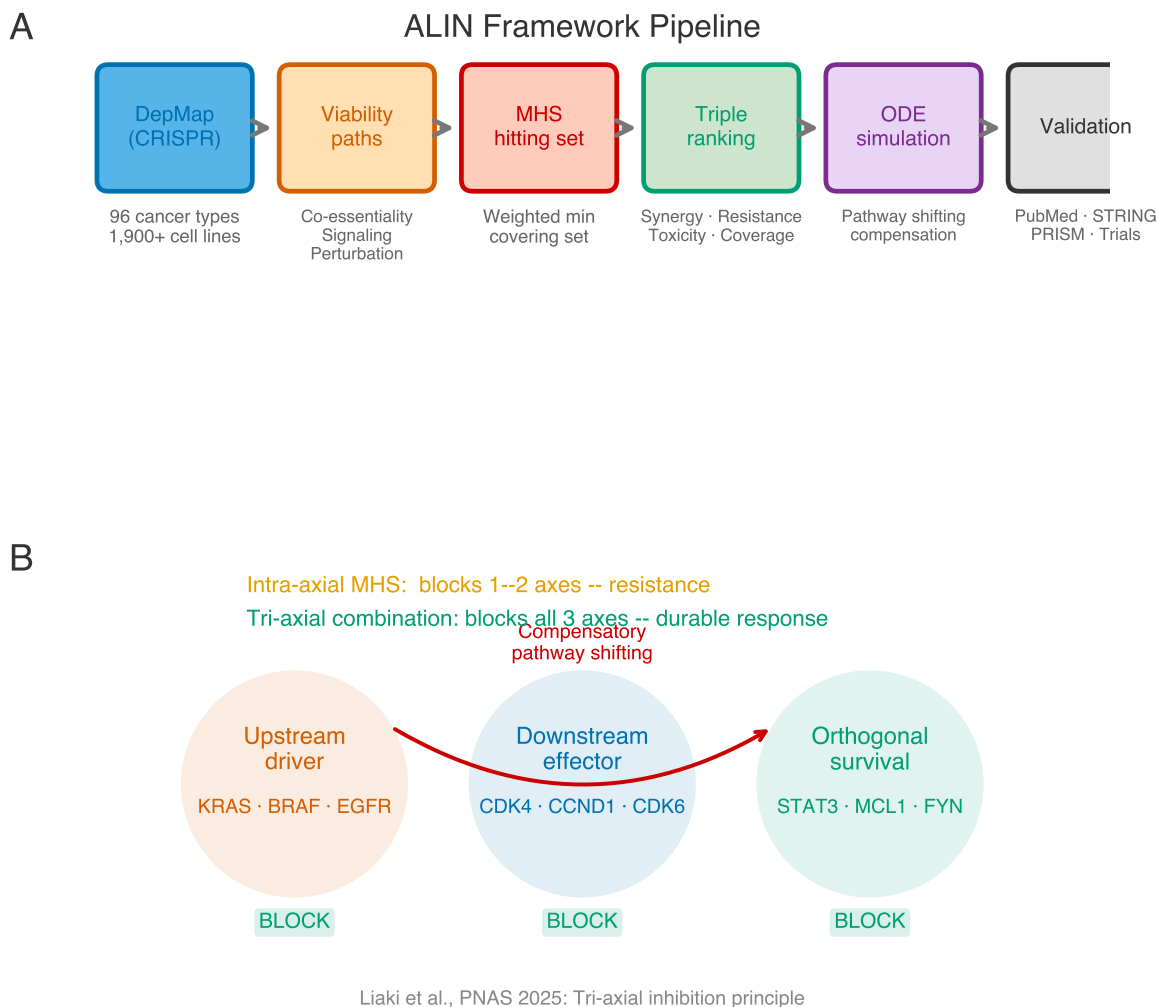 A
ALIN Framework Pipeline
DepMap
(CRISPR)
Viability
paths
MHS
hitting set
Triple
ranking
ODE
simulation
Validation
96 cancer types
1,900+ cell lines
Co-essentiality
Signaling
Perturbation
Weighted min
covering set
Synergy · Resistance
Toxicity · Coverage
Pathway shifting
compensation
PubMed · STRING
PRISM · Trials
B
Intra-axial MHS:  blocks 1--2 axes -- resistance
Tri-axial combination: blocks all 3 axes -- durable response
Compensatory
pathway shifting
Upstream
driver
KRAS · BRAF · EGFR
Downstream
effector
CDK4 · CCND1 · CDK6
Orthogonal
survival
STAT3 · MCL1 · FYN
BLOCK
BLOCK
BLOCK
Liaki et al., PNAS 2025: Tri-axial inhibition principle